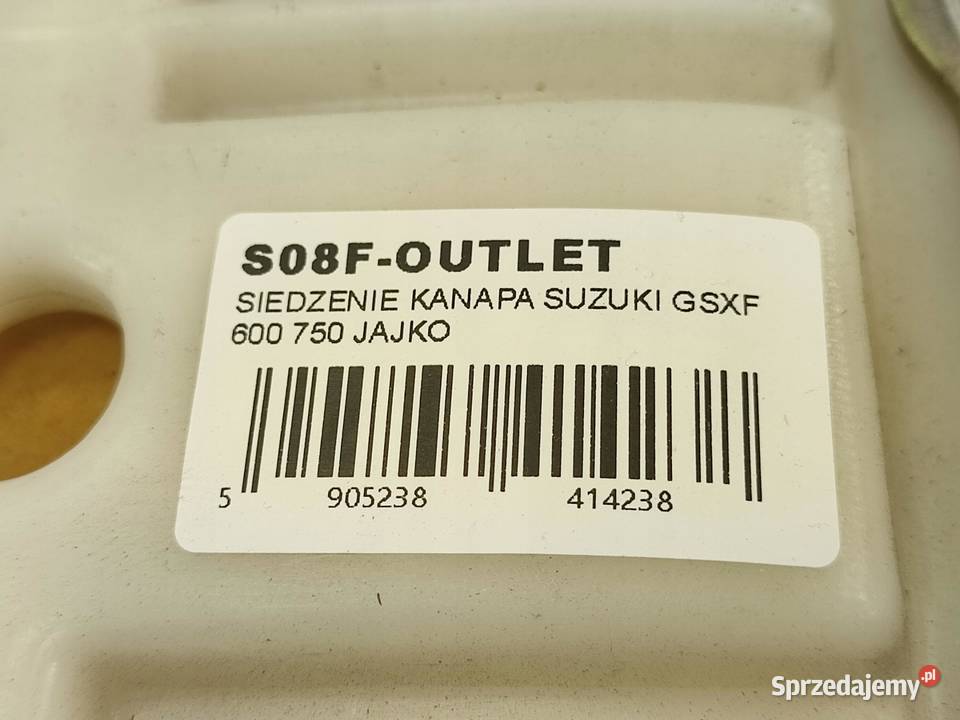 S08F-OUTLET
SIEDZENIE KANAPA SUZUKI GSXF
600 750 JAJKO
5 905238 414238
Sprzedajemy.pl